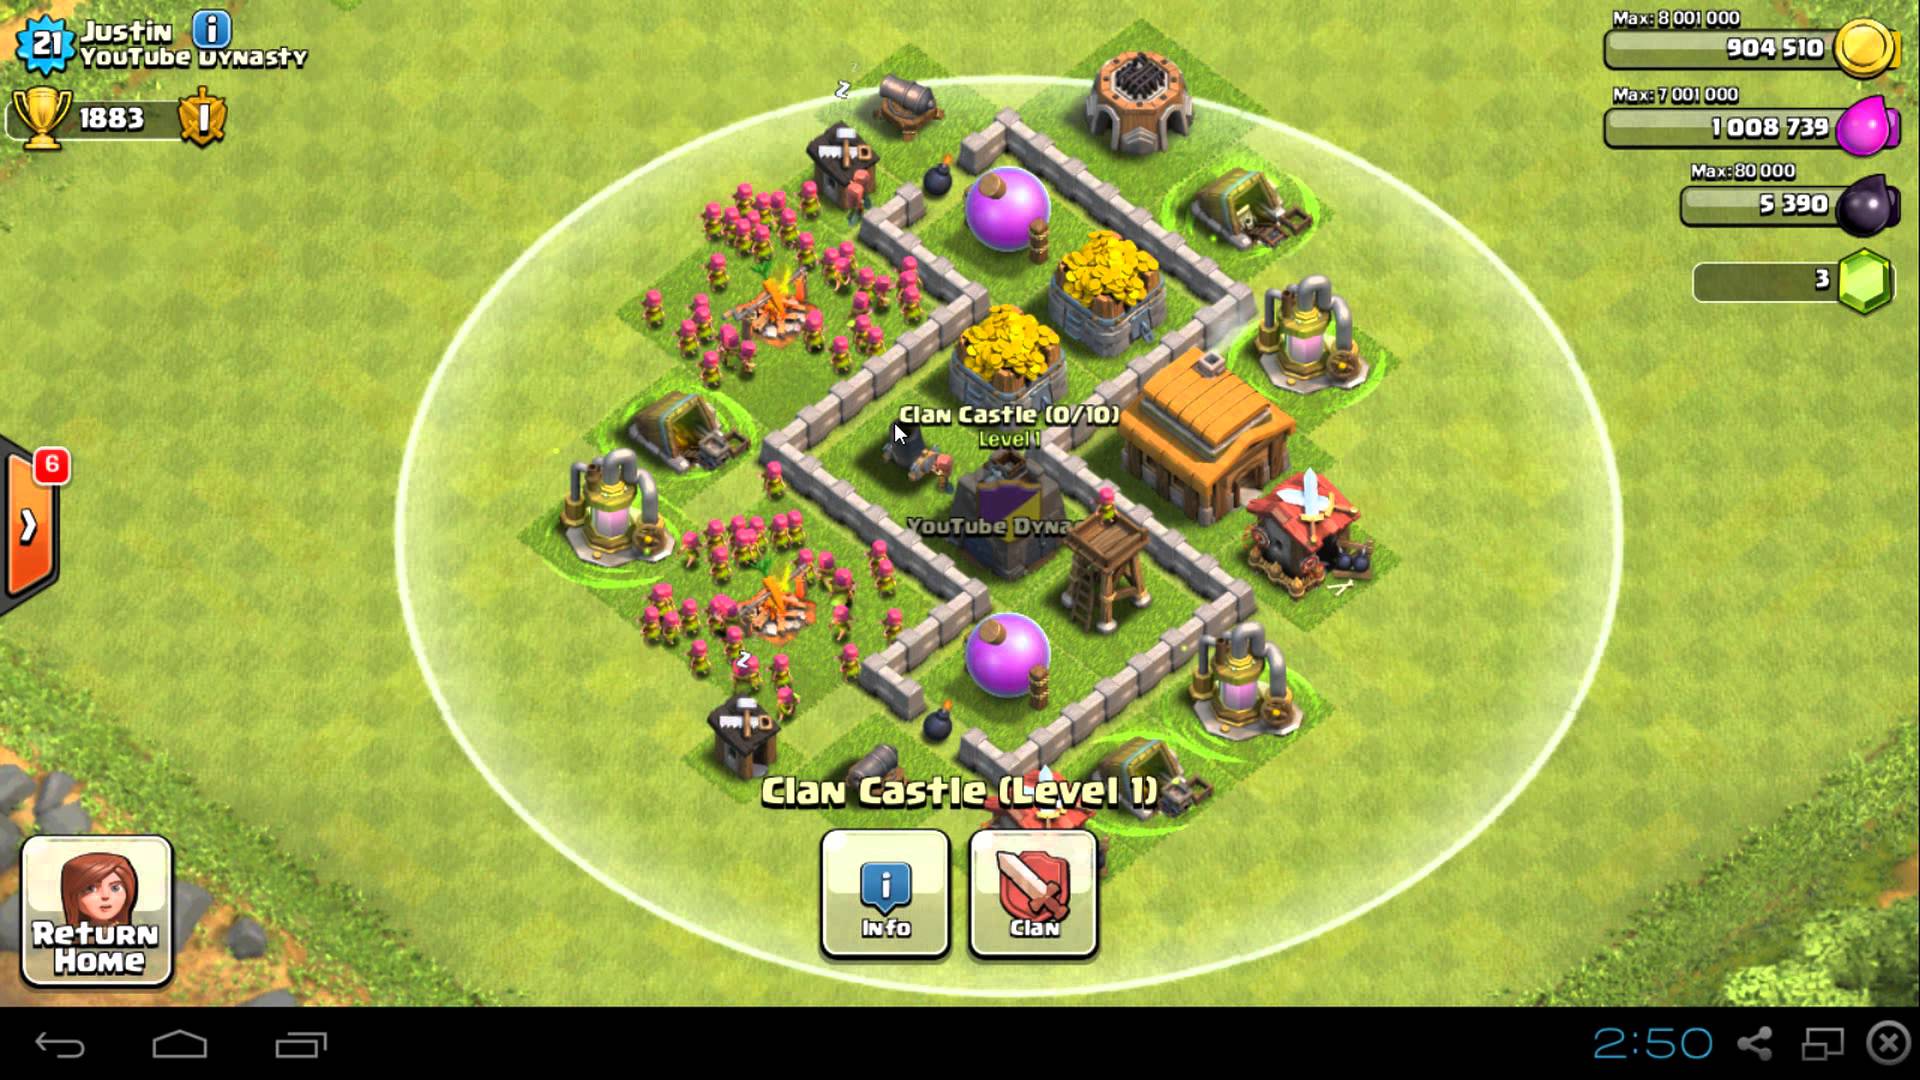 21
Justin
YouTube Dynasty
1883
Max: 8 001 000
904 510
Max: 7 001 000
1 008 739
Max: 80 000
5 390
3
z
Clan Castle (0/10)
Level 1
6
YouTube Dyna
z
Clan Castle (Level 1)
Info
Clan
Return
Home
2:50